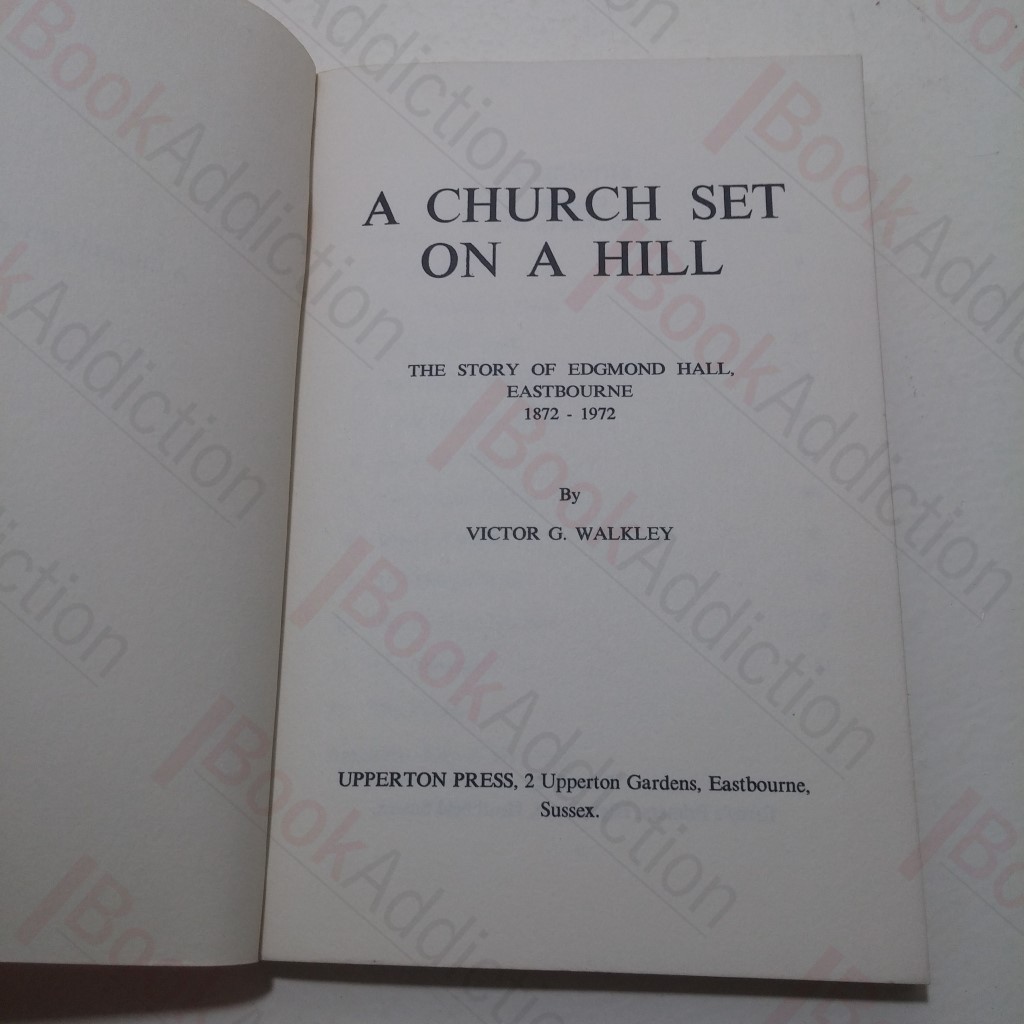 A CHURCH SET
ON A HILL
THE STORY OF EDGMOND HALL,
EASTBOURNE
1872 - 1972
By
VICTOR G. WALKLEY
UPPERTON PRESS, 2 Upperton Gardens, Eastbourne,
Sussex.
BookAddiction